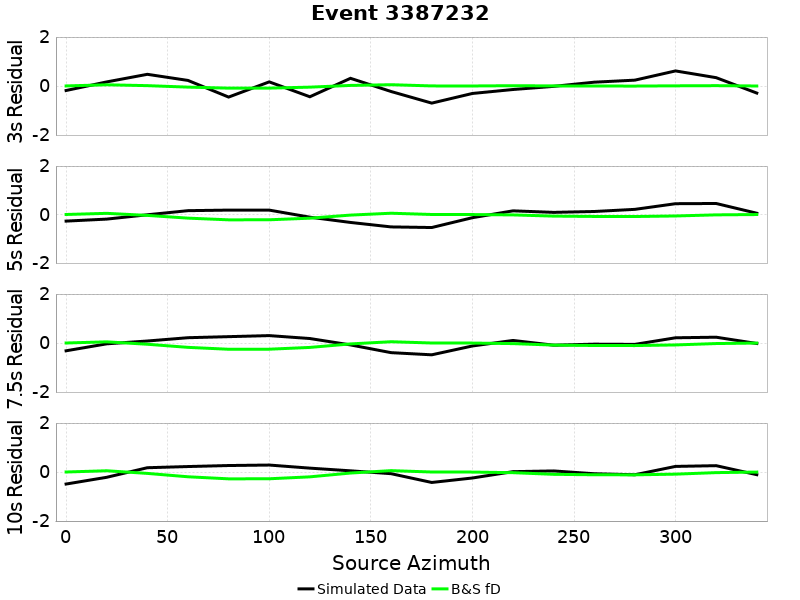 Event 3387232
3s Residual
2
0
-2
5s Residual
2
0
-2
7.5s Residual
2
0
-2
10s Residual
2
0
-2
0 50 100 150 200 250 300
Source Azimuth
Simulated Data B&S fD